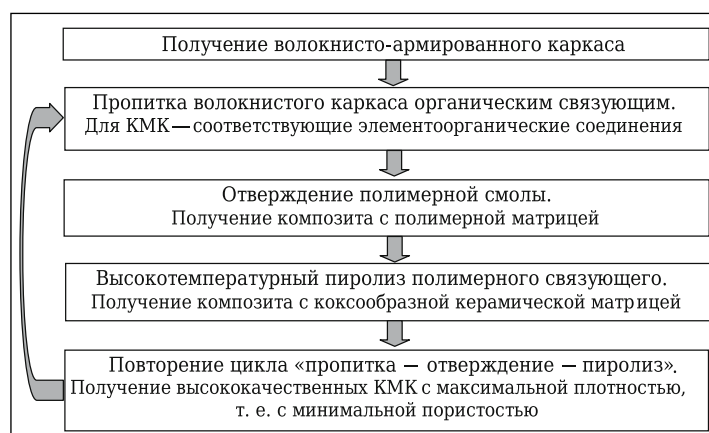 Получение волокнисто-армированного каркаса
Пропитка волокнистого каркаса органическим связующим.
Для КМК — соответствующие элементоорганические соединения
Отверждение полимерной смолы.
Получение композита с полимерной матрицей
Высокотемпературный пиролиз полимерного связующего.
Получение композита с коксообразной керамической матрицей
Повторение цикла «пропитка — отверждение — пиролиз».
Получение высококачественных КМК с максимальной плотностью,
т. е. с минимальной пористостью